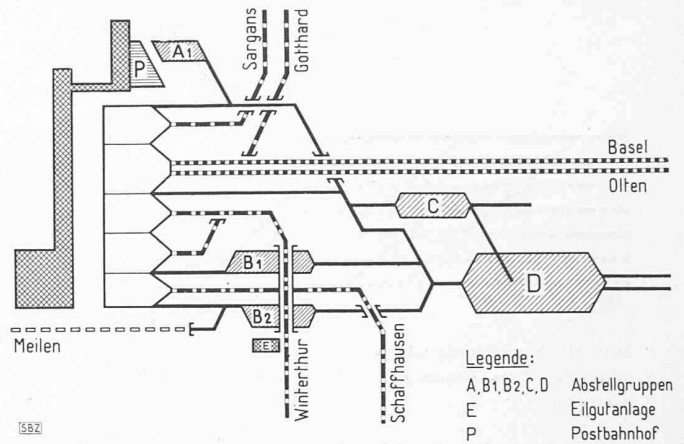 Sargans
Gotthard
A1
P
Basel
Olten
C
B1
D
B2
E
Meilen
Winterthur
Schaffhausen
Legende:
A,B1,B2,C,D Abstellgruppen
E Eilgutanlage
P Postbahnhof
SBZ